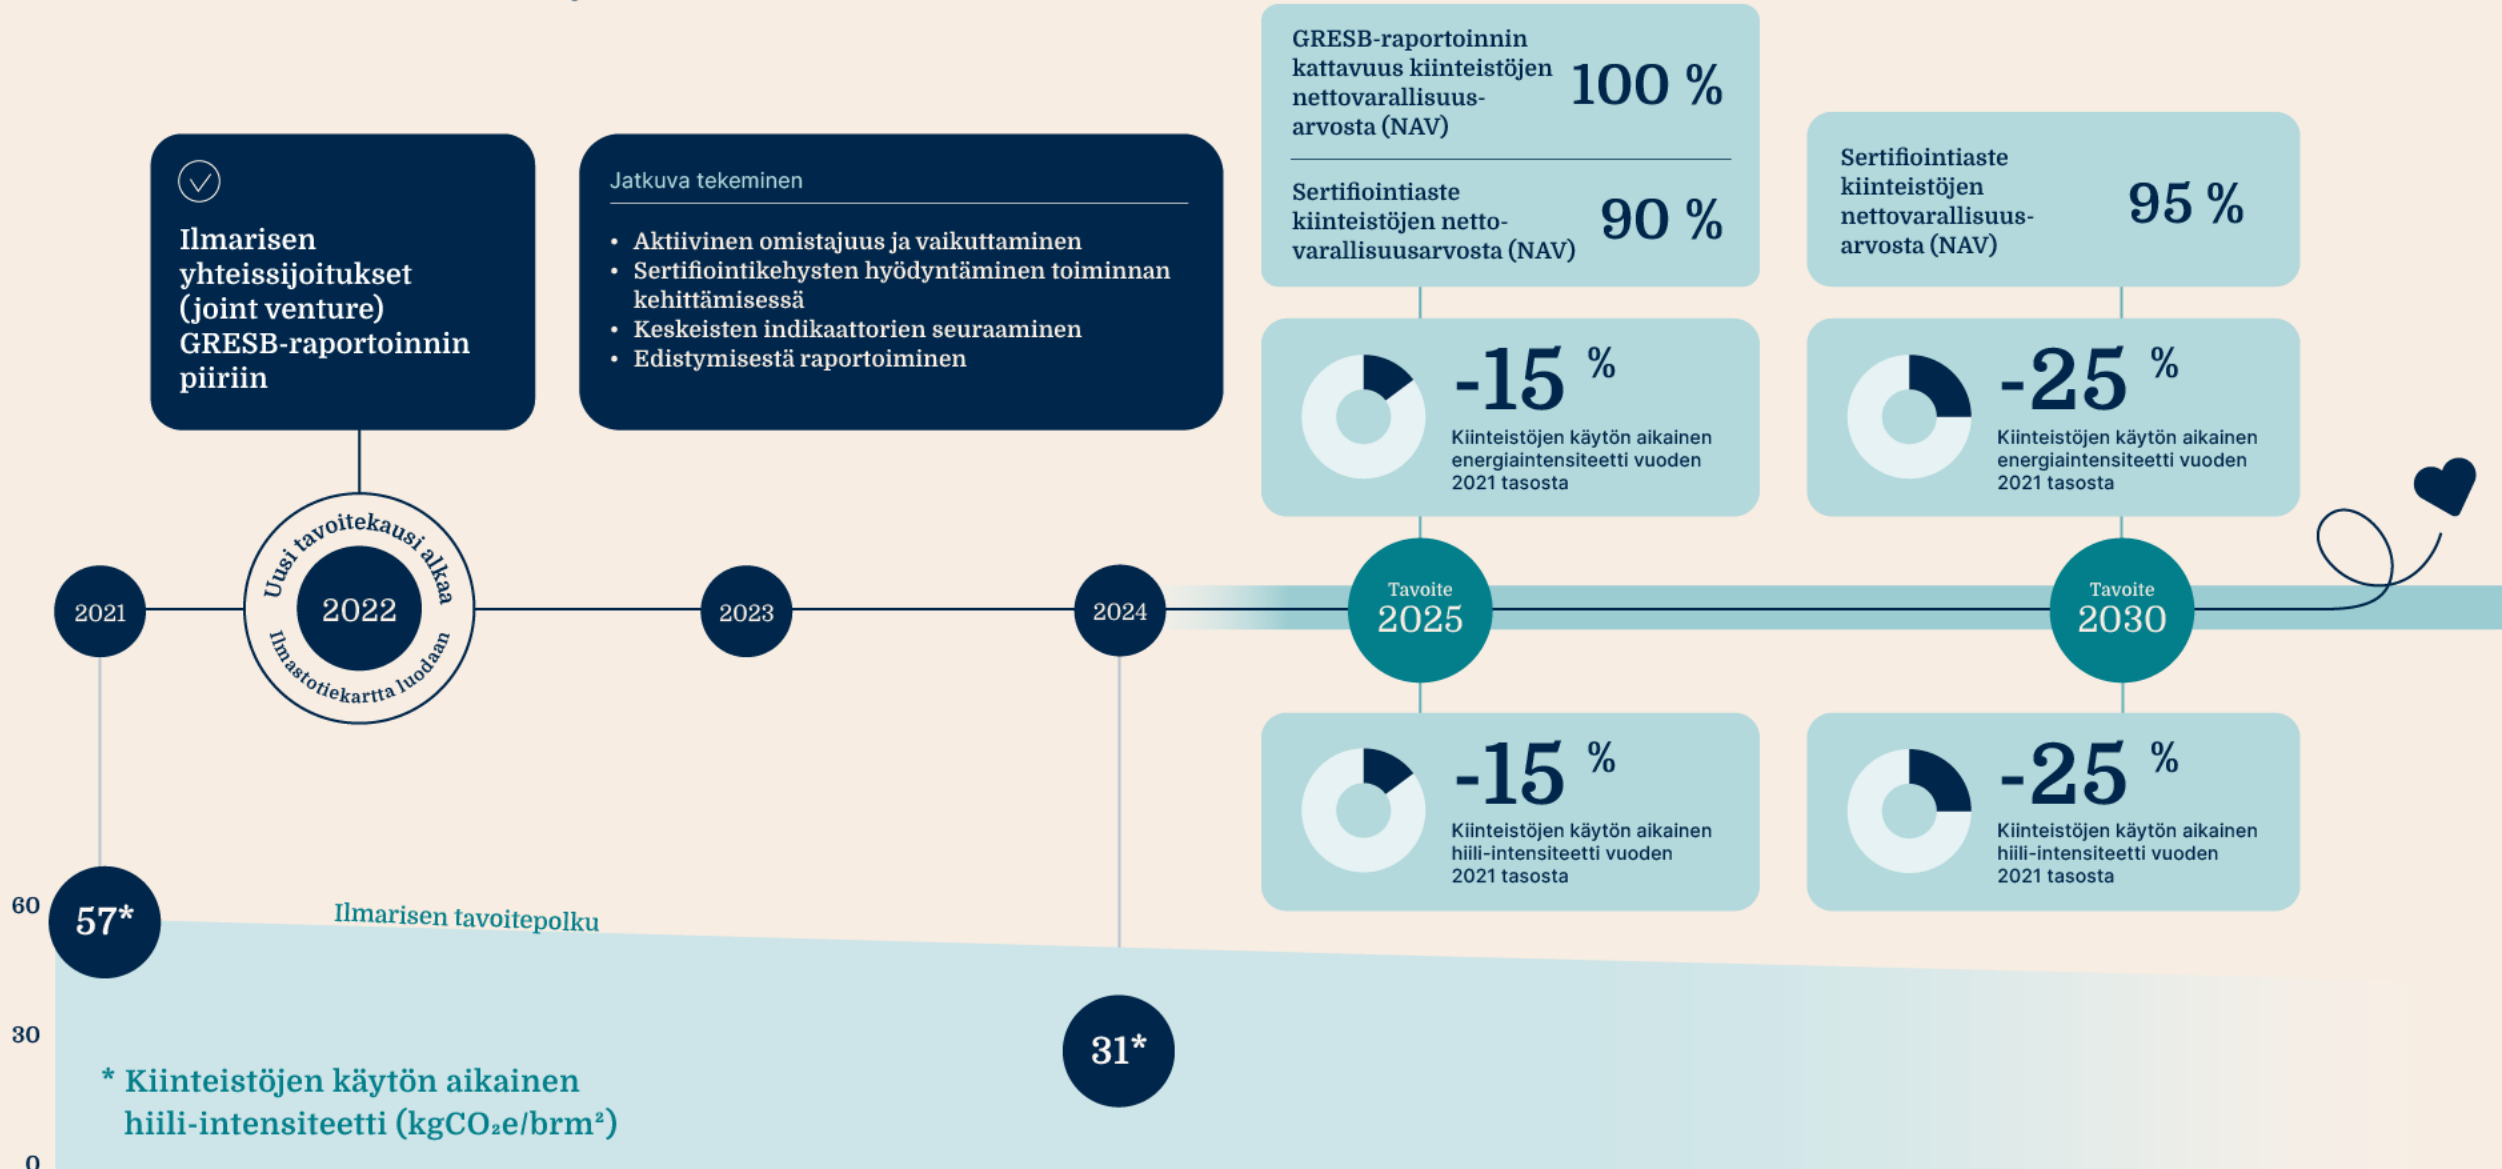 Ilmarisen
yhteissijoitukset
(joint venture)
GRESB-raportoinnin
piiriin
Jatkuva tekeminen
• Aktiivinen omistajuus ja vaikuttaminen
• Sertifiointikehysten hyödyntäminen toiminnan
kehittämisessä
• Keskeisten indikaattorien seuraaminen
• Edistymisestä raportoiminen
GRESB-raportoinnin
kattavuus kiinteistöjen
nettovarallisuus-
arvosta (NAV)
100 %
Sertifiointiaste
kiinteistöjen netto-
varallisuusarvosta (NAV)
90 %
Sertifiointiaste
kiinteistöjen
nettovarallisuus-
arvosta (NAV)
95 %
-15 %
Kiinteistöjen käytön aikainen
energiaintensiteetti vuoden
2021 tasosta
-25 %
Kiinteistöjen käytön aikainen
energiaintensiteetti vuoden
2021 tasosta
2021
Uusi tavoitekausi alkaa
2022
Ilmastotiekartta luodaan
2023
2024
Tavoite
2025
Tavoite
2030
-15 %
Kiinteistöjen käytön aikainen
hiili-intensiteetti vuoden
2021 tasosta
-25 %
Kiinteistöjen käytön aikainen
hiili-intensiteetti vuoden
2021 tasosta
60
57*
Ilmarisen tavoitepolku
30
31*
* Kiinteistöjen käytön aikainen
hiili-intensiteetti (kgCO₂e/brm²)
0